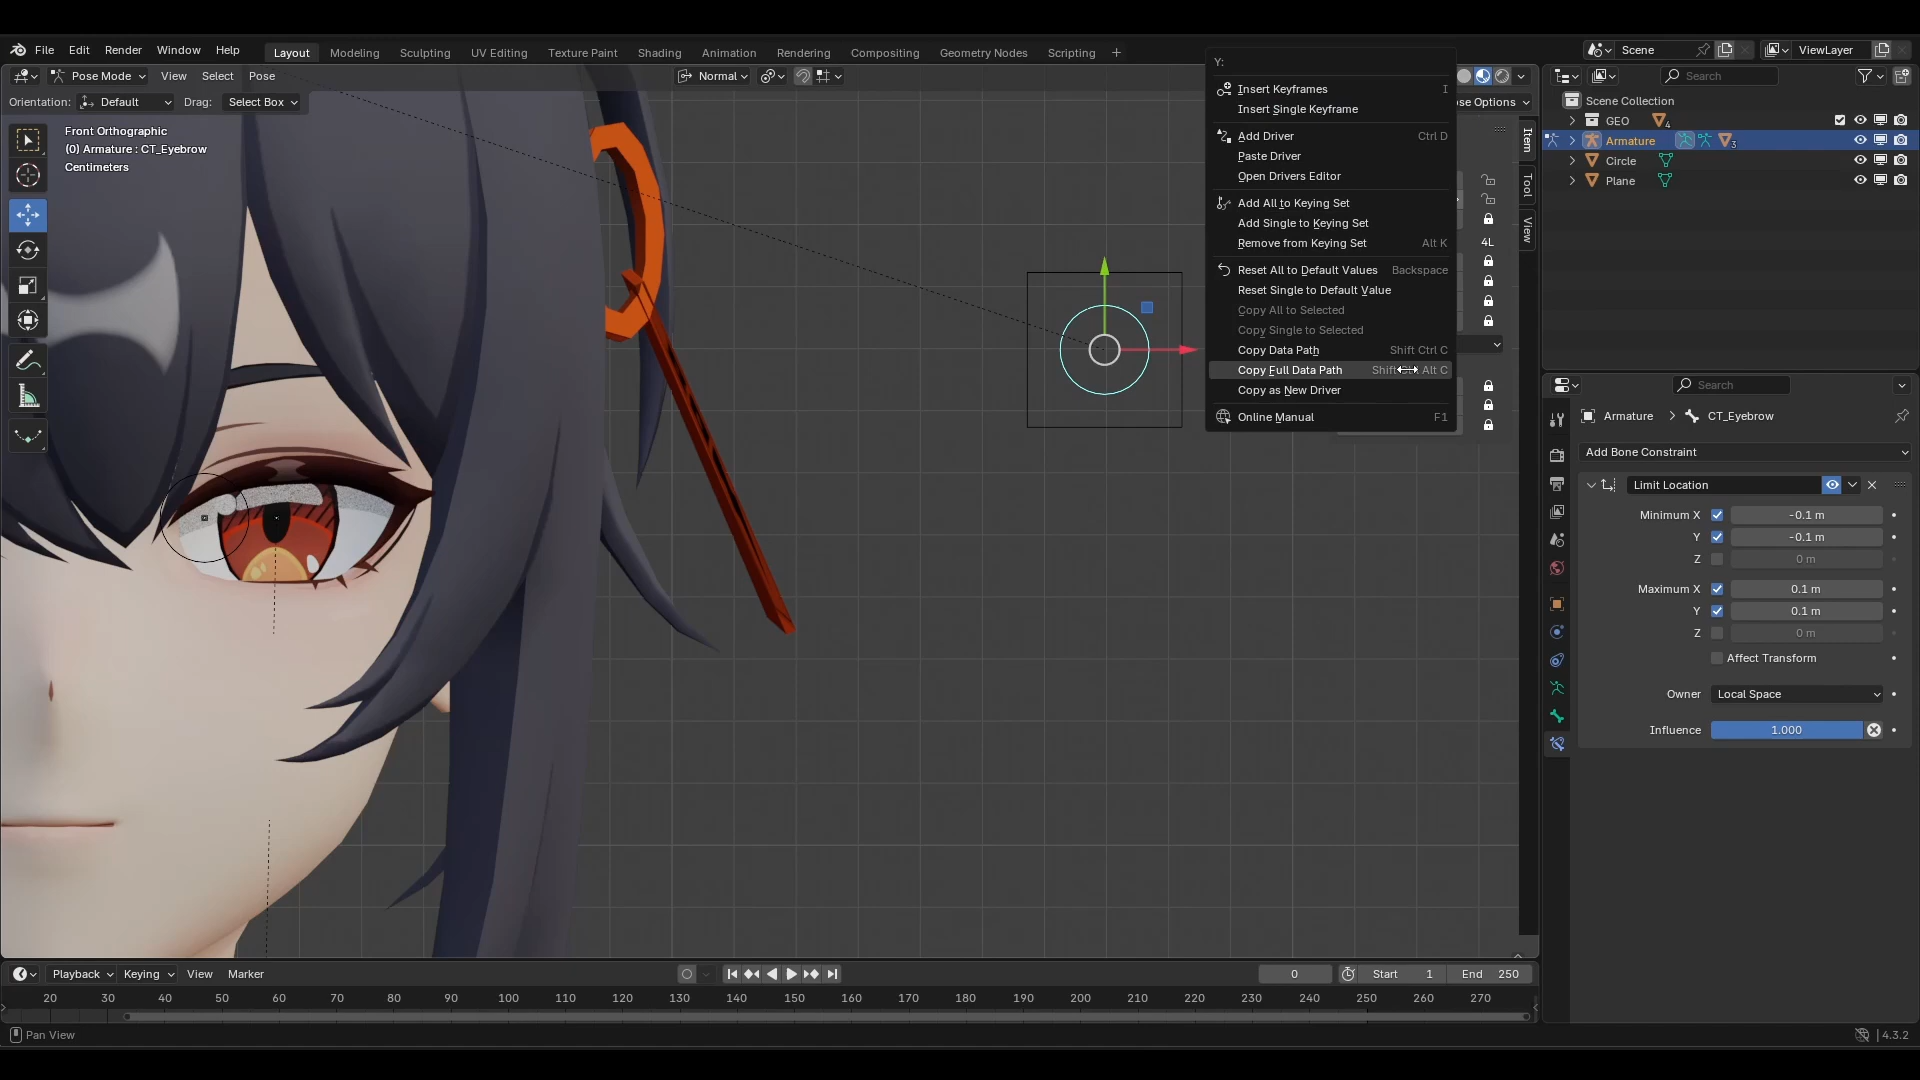 File Edit Render Window Help Layout Modeling Sculpting UV Editing Texture Paint Shading Animation Rendering Compositing Geometry Nodes Scripting + Scene ViewLayer
Pose Mode View Select Pose Normal Search
Orientation: Default Drag: Select Box ose Options
Front Orthographic
(0) Armature : CT_Eyebrow
Centimeters
Y:
Insert Keyframes I
Insert Single Keyframe
Add Driver Ctrl D
Paste Driver
Open Drivers Editor
Add All to Keying Set
Add Single to Keying Set
Remove from Keying Set Alt K
Reset All to Default Values Backspace
Reset Single to Default Value
Copy All to Selected
Copy Single to Selected
Copy Data Path Shift Ctrl C
Copy Full Data Path Shift Alt C
Copy as New Driver
Online Manual F1
4L
Item
Tool
View
Scene Collection
GEO 4
Armature 3
Circle
Plane
Search
Armature > CT_Eyebrow
Add Bone Constraint
Limit Location
Minimum X -0.1 m
Y -0.1 m
Z 0 m
Maximum X 0.1 m
Y 0.1 m
Z 0 m
Affect Transform
Owner Local Space
Influence 1.000
Playback Keying View Marker 0 Start 1 End 250
20 30 40 50 60 70 80 90 100 110 120 130 140 150 160 170 180 190 200 210 220 230 240 250 260 270
Pan View 4.3.2